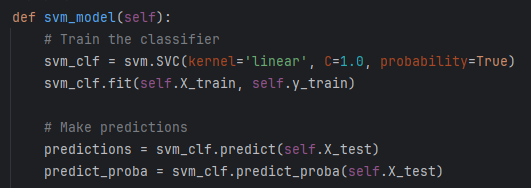 def svm_model(self):
    # Train the classifier
    svm_clf = svm.SVC(kernel='linear', C=1.0, probability=True)
    svm_clf.fit(self.X_train, self.y_train)

    # Make predictions
    predictions = svm_clf.predict(self.X_test)
    predict_proba = svm_clf.predict_proba(self.X_test)